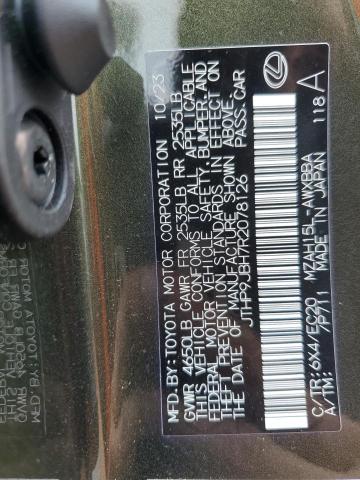 MFD.BY:TOYOTA MOTOR CORPORATION 10/23
GVWR 4650LB GAWR FR 2535LB RR 2535LB
THIS VEHICLE CONFORMS TO ALL APPLICABLE
FEDERAL MOTOR VEHICLE SAFETY, BUMPER, AND
THEFT PREVENTION STANDARDS IN EFFECT ON
THE DATE OF MANUFACTURE SHOWN ABOVE.
JTHP9JBH7R2078126 PASS.CAR
C/TR:6X4/EC20 MZAH15L-AWXBBA
A/TM: /P711 MADE IN JAPAN
118A